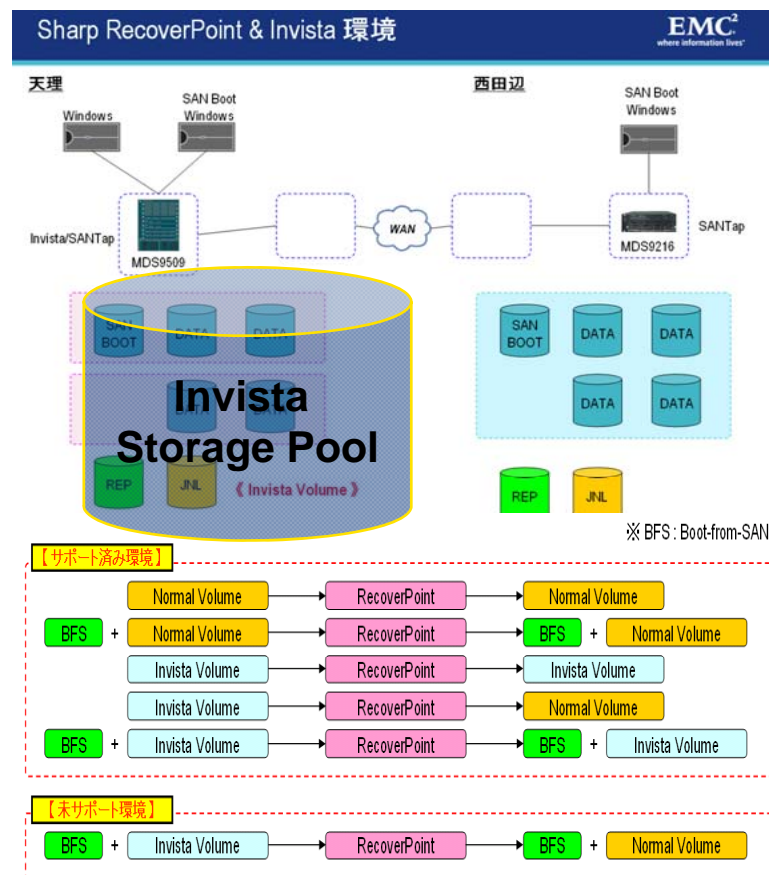 Sharp RecoverPoint & Invista 環境
EMC²
where information lives®
天理
西田辺
Windows
SAN Boot
Windows
SAN Boot
Windows
Invista/SANTap
MDS9509
WAN
MDS9216
SANTap
SAN
BOOT
DATA
DATA
DATA
DATA
Invista
Storage Pool
REP
JNL
《 Invista Volume 》
SAN
BOOT
DATA
DATA
DATA
DATA
REP
JNL
※ BFS : Boot-from-SAN
【サポート済み環境】
Normal Volume RecoverPoint Normal Volume
BFS + Normal Volume RecoverPoint BFS + Normal Volume
Invista Volume RecoverPoint Invista Volume
Invista Volume RecoverPoint Normal Volume
BFS + Invista Volume RecoverPoint BFS + Invista Volume
【未サポート環境】
BFS + Invista Volume RecoverPoint BFS + Normal Volume